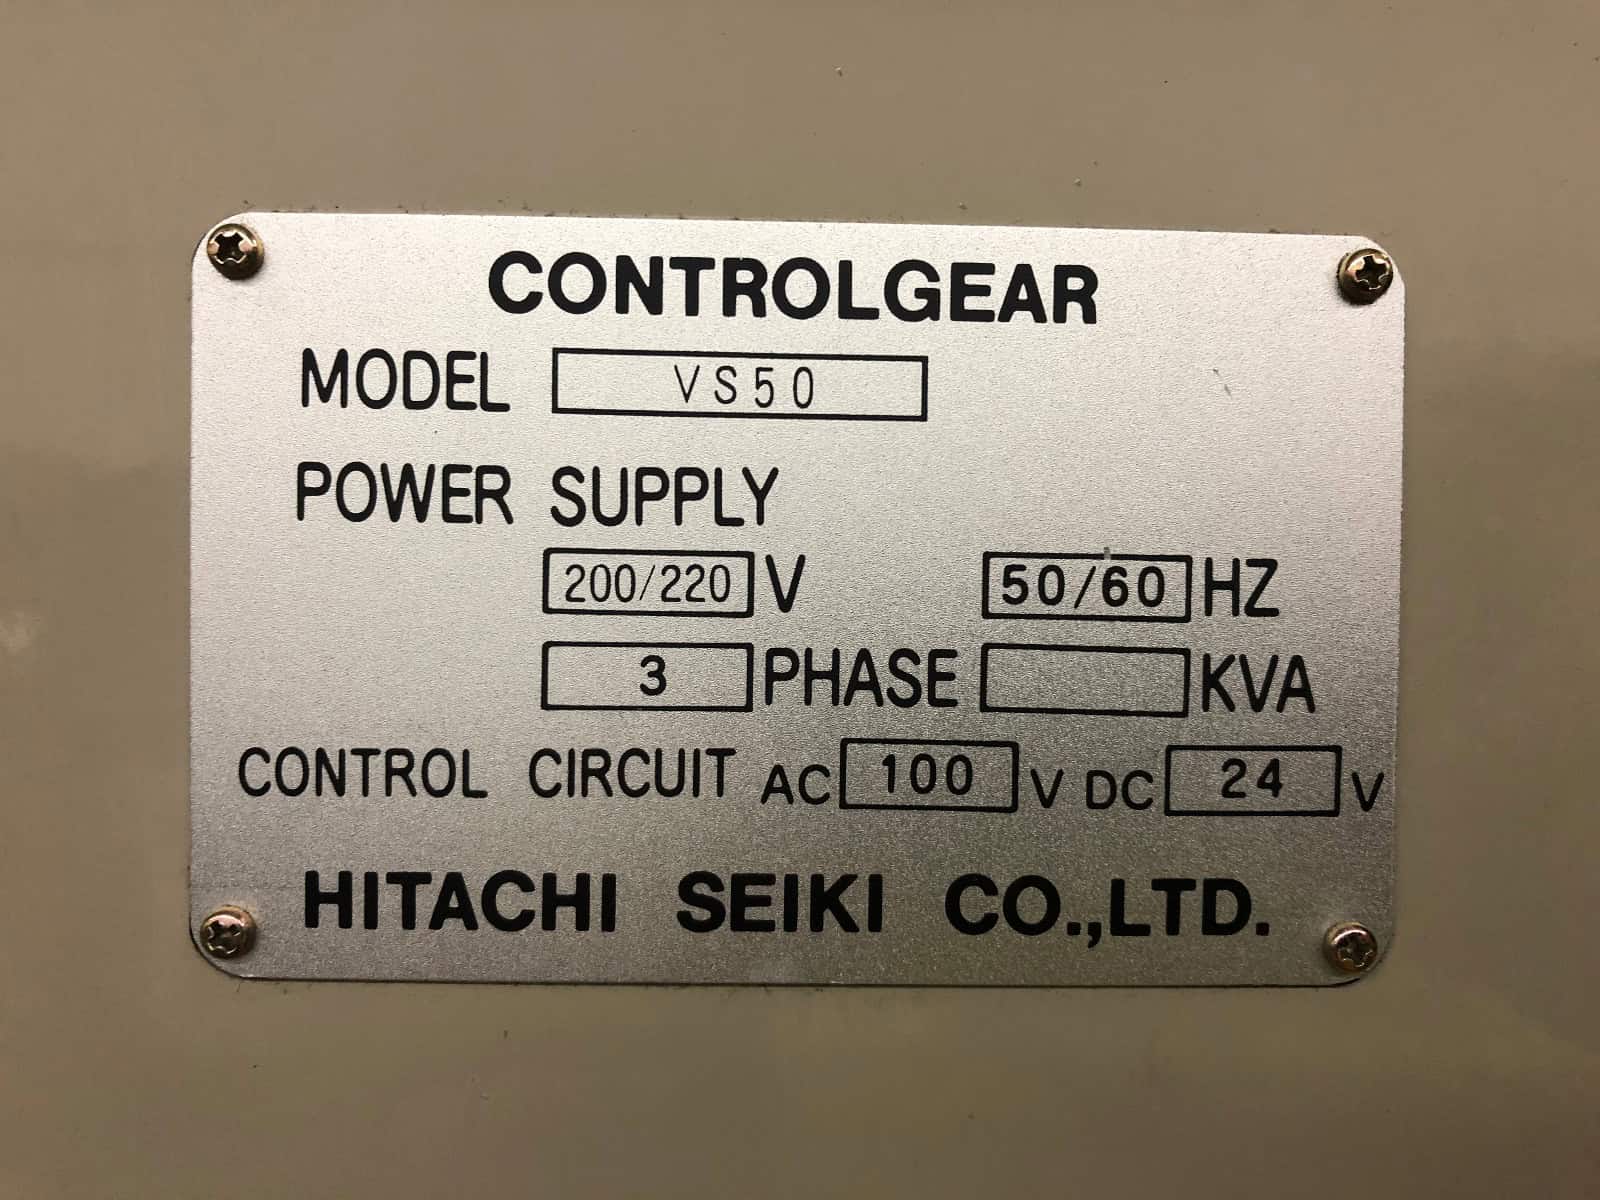 CONTROLGEAR
MODEL VS50
POWER SUPPLY
200/220 V 50/60 HZ
3 PHASE KVA
CONTROL CIRCUIT AC 100 V DC 24 V
HITACHI SEIKI CO.,LTD.